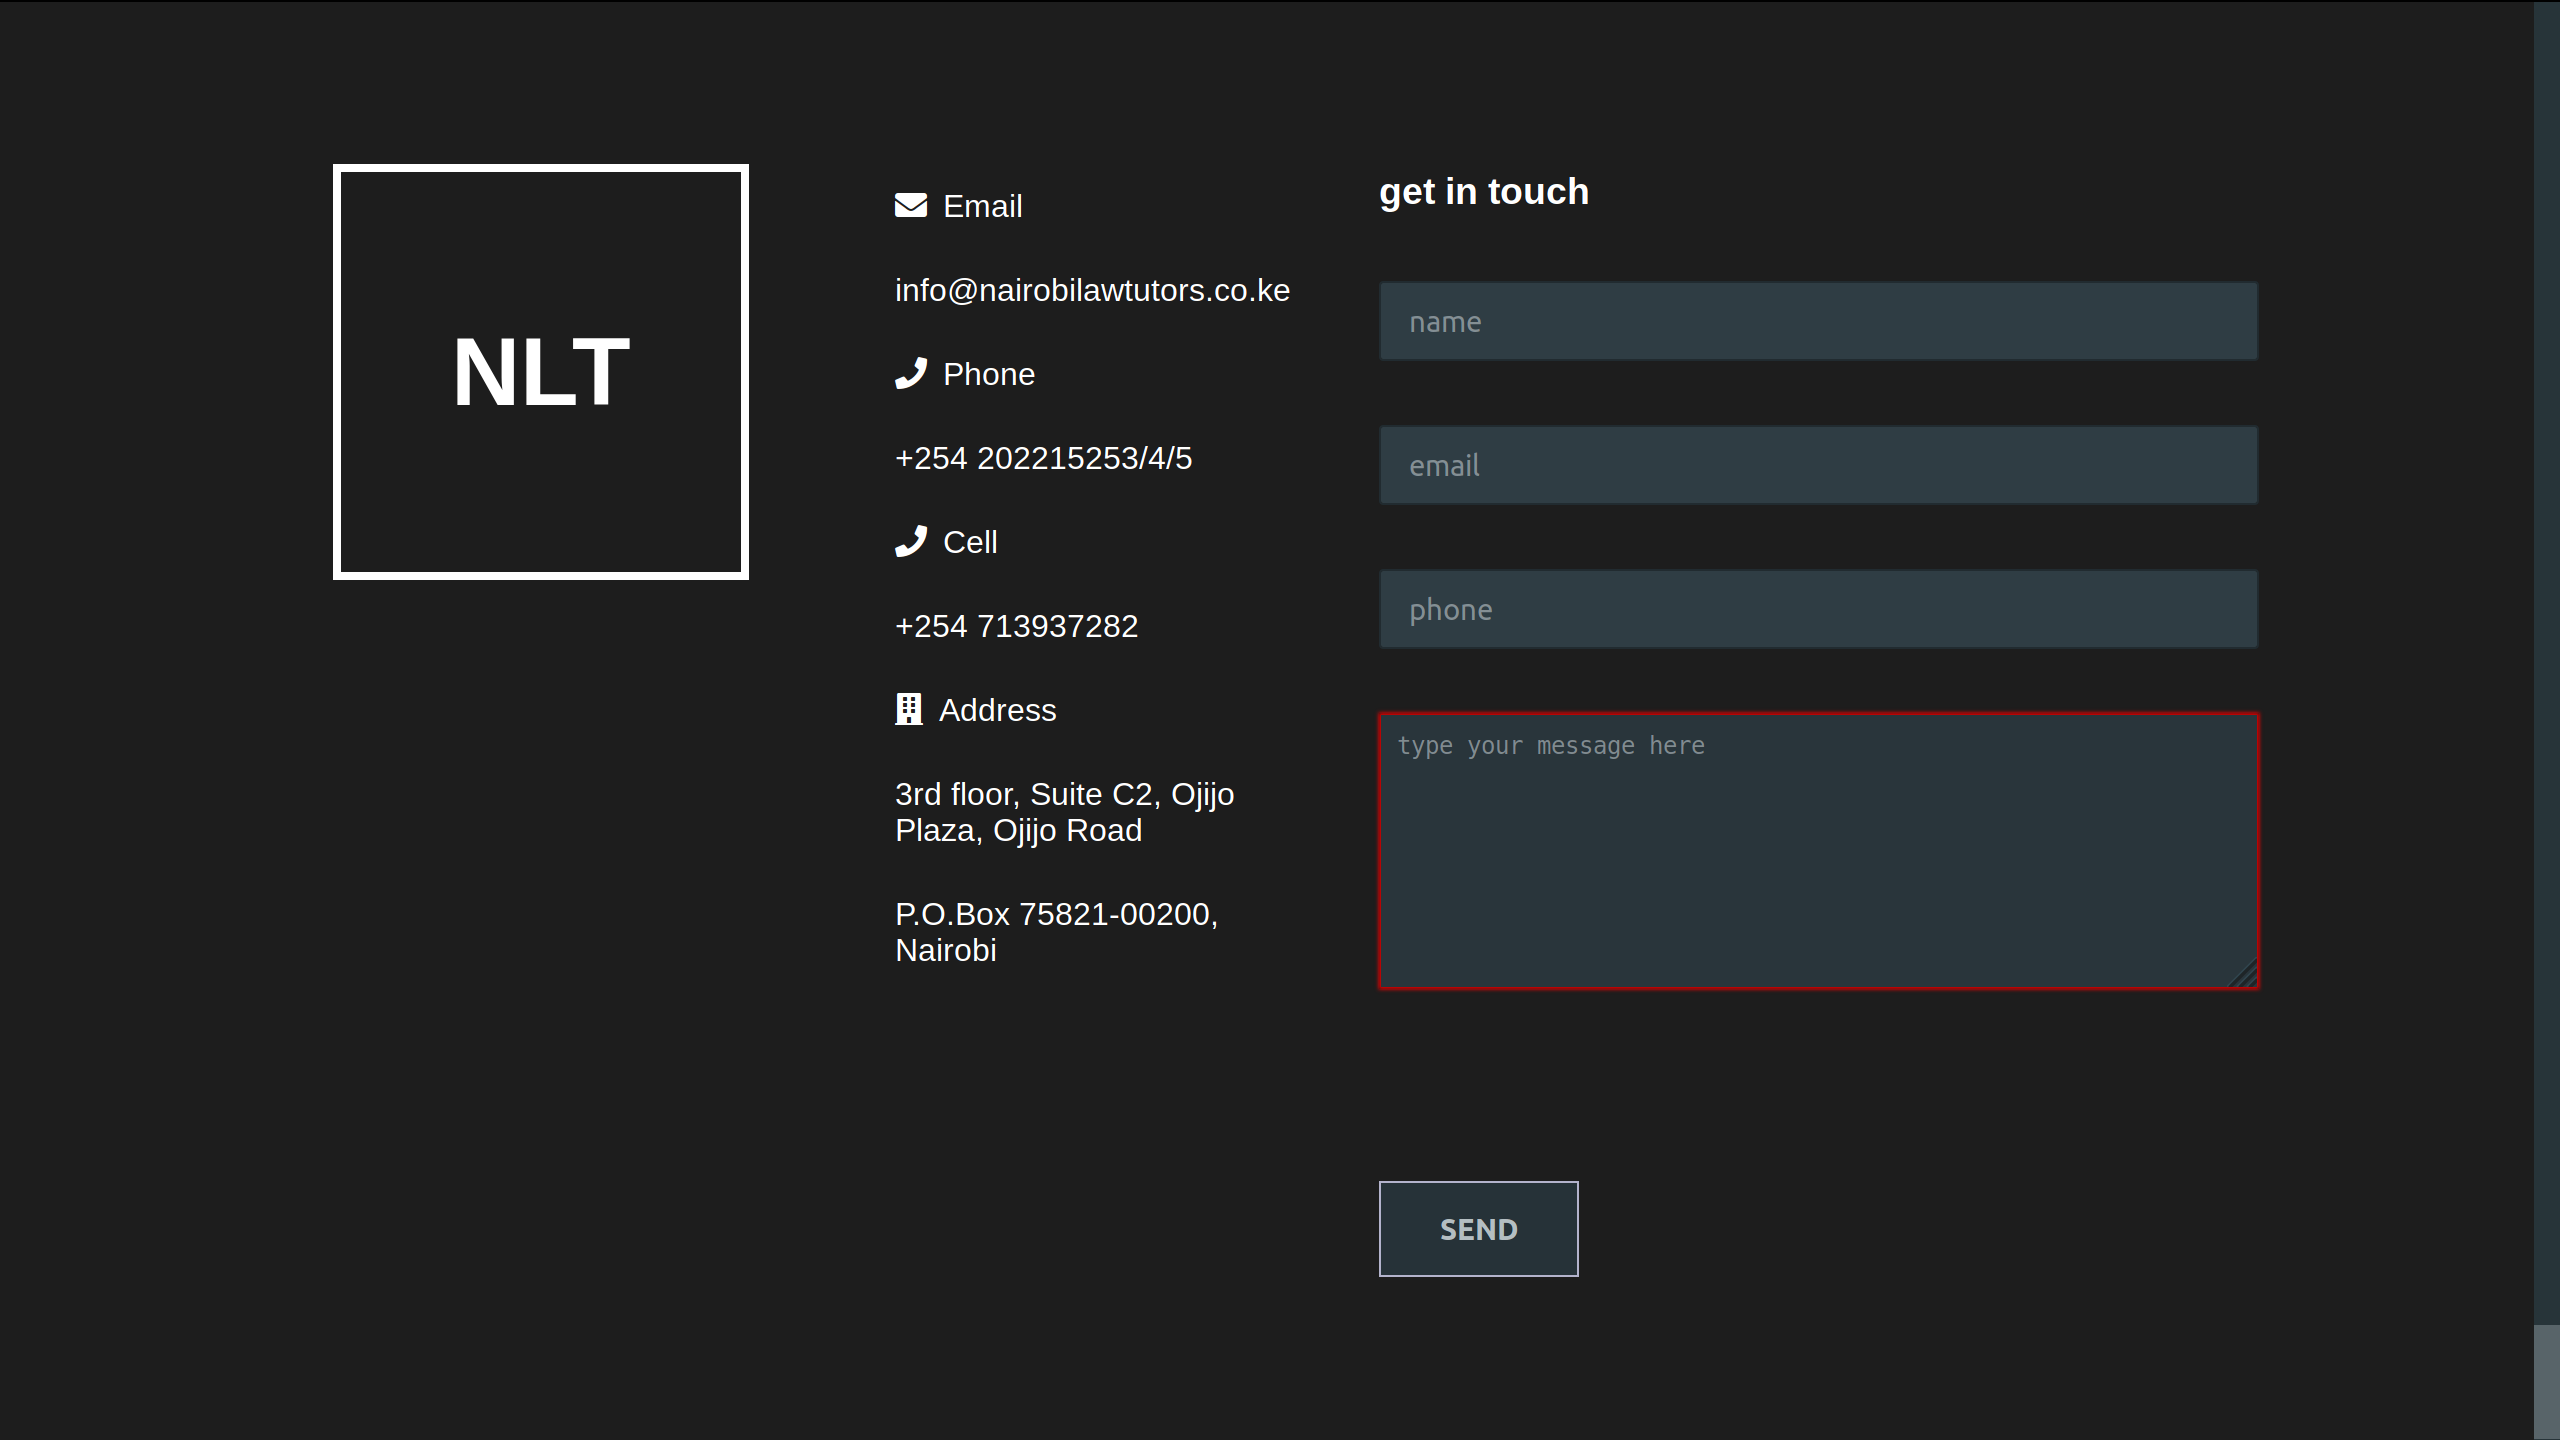 NLT
Email
info@nairobilawtutors.co.ke
Phone
+254 202215253/4/5
Cell
+254 713937282
Address
3rd floor, Suite C2, Ojijo
Plaza, Ojijo Road
P.O.Box 75821-00200,
Nairobi
get in touch
name
email
phone
type your message here
SEND